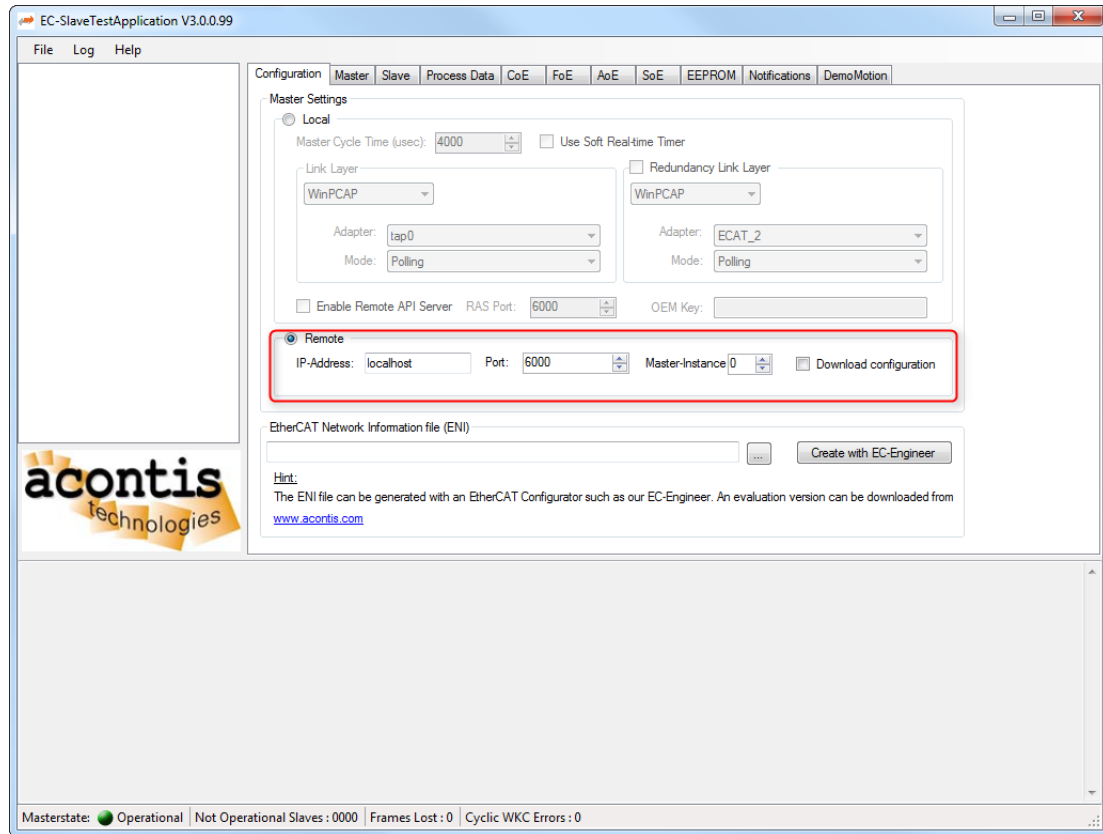 EC-SlaveTestApplication V3.0.0.99
File Log Help
Configuration Master Slave Process Data CoE FoE AoE SoE EEPROM Notifications DemoMotion
Master Settings
Local
Master Cycle Time (usec): 4000 Use Soft Real-time Timer
Link Layer Redundancy Link Layer
WinPCAP WinPCAP
Adapter: tap0 Adapter: ECAT_2
Mode: Polling Mode: Polling
Enable Remote API Server RAS Port: 6000 OEM Key:
Remote
IP-Address: localhost Port: 6000 Master-Instance 0 Download configuration
EtherCAT Network Information file (ENI)
... Create with EC-Engineer
Hint:
The ENI file can be generated with an EtherCAT Configurator such as our EC-Engineer. An evaluation version can be downloaded from
www.acontis.com
acontis
technologies
Masterstate: Operational Not Operational Slaves : 0000 Frames Lost : 0 Cyclic WKC Errors : 0